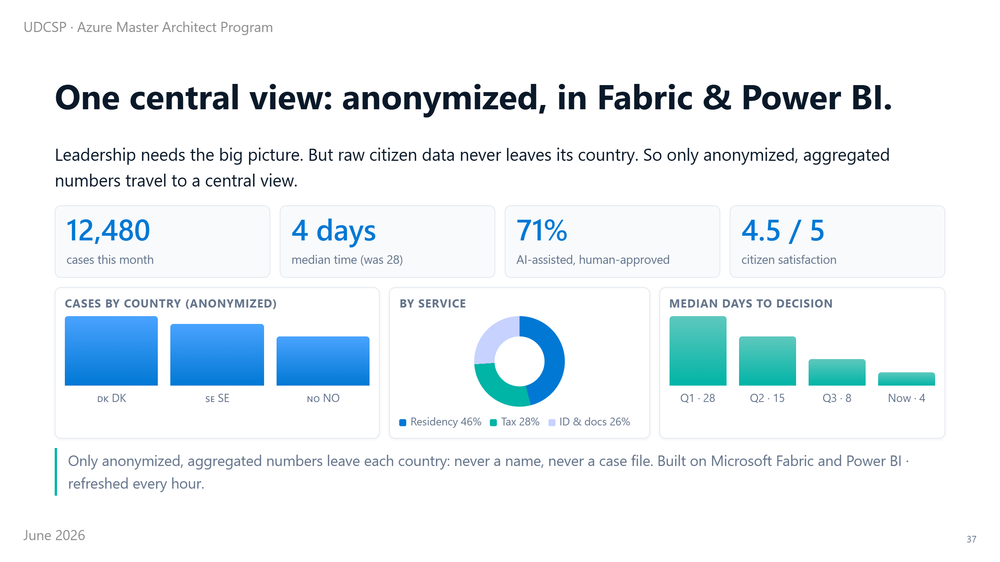 UDCSP · Azure Master Architect Program
One central view: anonymized, in Fabric & Power BI.
Leadership needs the big picture. But raw citizen data never leaves its country. So only anonymized, aggregated
numbers travel to a central view.
12,480
cases this month
4 days
median time (was 28)
71%
AI-assisted, human-approved
4.5 / 5
citizen satisfaction
CASES BY COUNTRY (ANONYMIZED)
DK DK
SE SE
NO NO
BY SERVICE
Residency 46%
Tax 28%
ID & docs 26%
MEDIAN DAYS TO DECISION
Q1 · 28
Q2 · 15
Q3 · 8
Now · 4
Only anonymized, aggregated numbers leave each country: never a name, never a case file. Built on Microsoft Fabric and Power BI ·
refreshed every hour.
June 2026
37